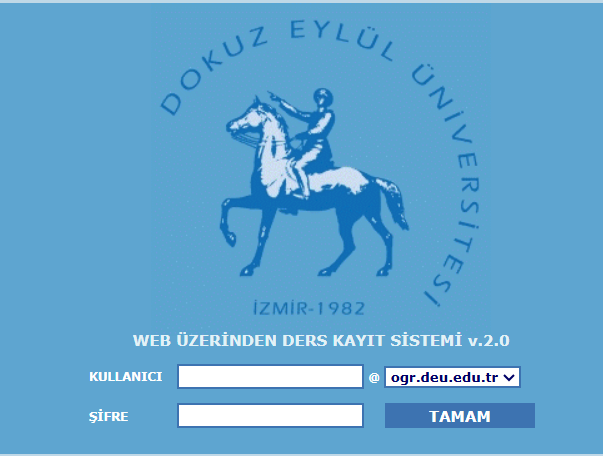 DOKUZ EYLÜL ÜNİVERSİTESİ
İZMİR-1982
WEB ÜZERİNDEN DERS KAYIT SİSTEMİ v.2.0
KULLANICI @ ogr.deu.edu.tr
ŞİFRE TAMAM